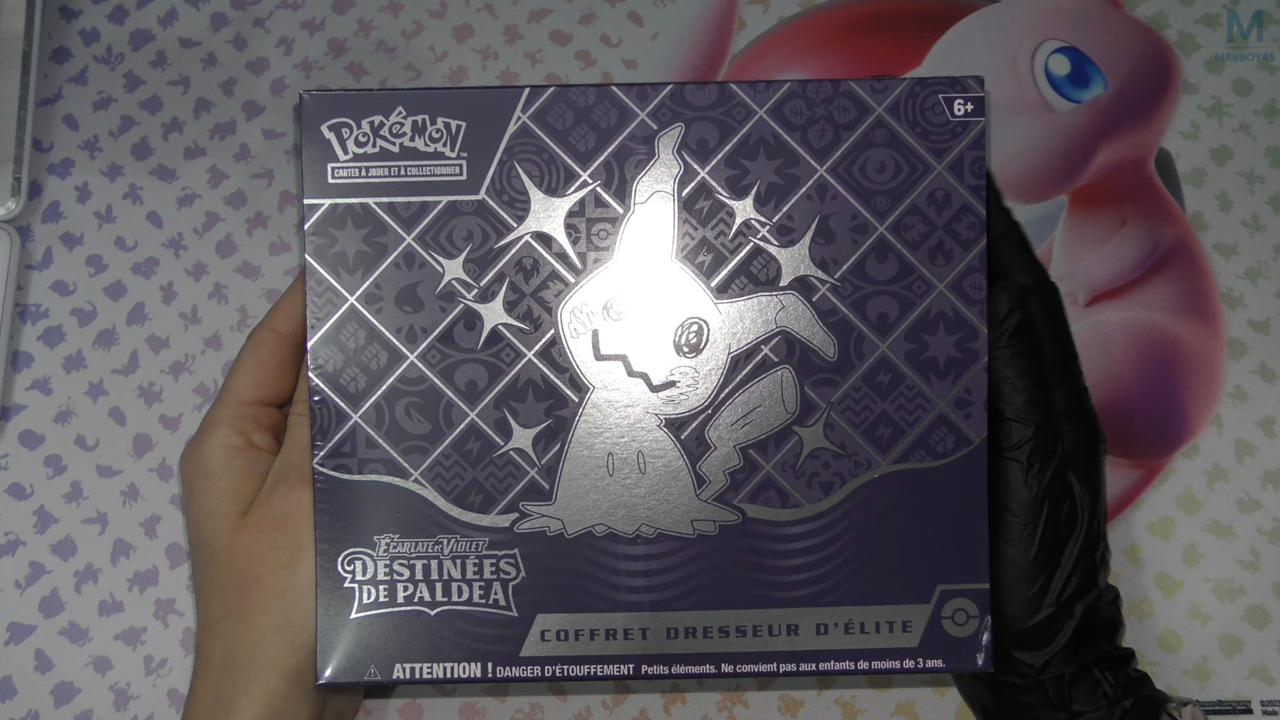 M
MRBBOY45
6+
POKÉMON
CARTES À JOUER ET À COLLECTIONNER
ÉCARLATE ET VIOLET
DESTINÉES
DE PALDEA
COFFRET DRESSEUR D'ÉLITE
ATTENTION ! DANGER D'ÉTOUFFEMENT Petits éléments. Ne convient pas aux enfants de moins de 3 ans.